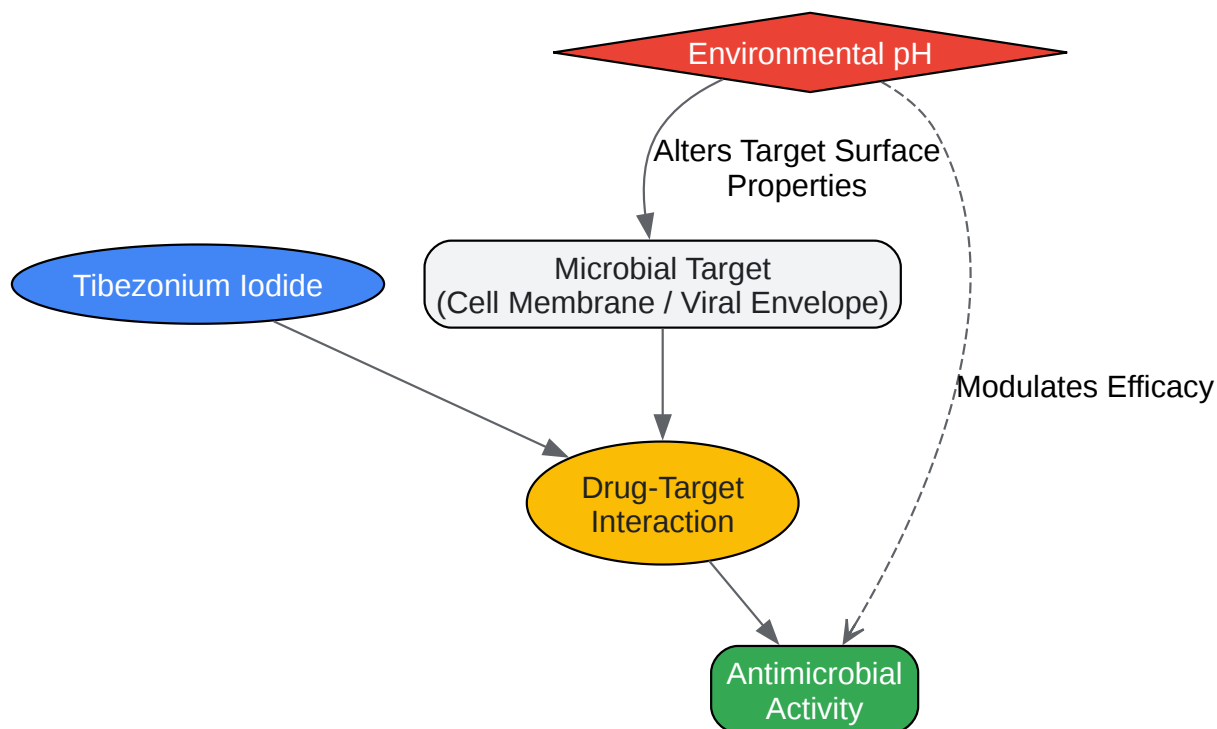 Environmental pH
Alters Target Surface
Properties
Microbial Target
(Cell Membrane / Viral Envelope)
Tibezonium Iodide
Modulates Efficacy
Drug-Target
Interaction
Antimicrobial
Activity